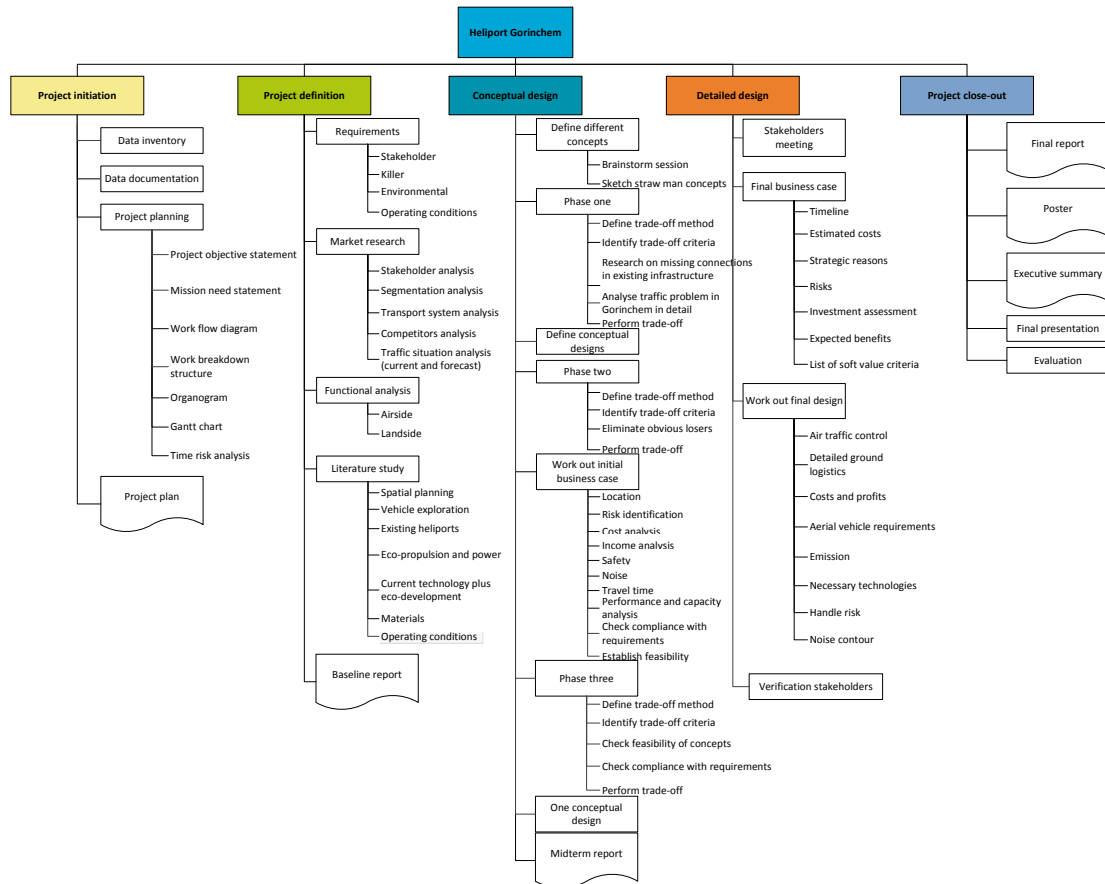 Heliport Gorinchem
Project initiation
Data inventory
Data documentation
Project planning
Project objective statement
Mission need statement
Work flow diagram
Work breakdown
structure
Organogram
Gantt chart
Time risk analysis
Project plan
Project definition
Requirements
Stakeholder
Killer
Environmental
Operating conditions
Market research
Stakeholder analysis
Segmentation analysis
Transport system analysis
Competitors analysis
Traffic situation analysis
(current and forecast)
Functional analysis
Airside
Landside
Literature study
Spatial planning
Vehicle exploration
Existing heliports
Eco-propulsion and power
Current technology plus
eco-development
Materials
Operating conditions
Baseline report
Conceptual design
Define different
concepts
Brainstorm session
Sketch straw man concepts
Phase one
Define trade-off method
Identify trade-off criteria
Research on missing connections
in existing infrastructure
Analyse traffic problem in
Gorinchem in detail
Perform trade-off
Define conceptual
designs
Phase two
Define trade-off method
Identify trade-off criteria
Eliminate obvious losers
Perform trade-off
Work out initial
business case
Location
Risk identification
Cost analysis
Income analysis
Safety
Noise
Travel time
Performance and capacity
analysis
Check compliance with
requirements
Establish feasibility
Phase three
Define trade-off method
Identify trade-off criteria
Check feasibility of concepts
Check compliance with requirements
Perform trade-off
One conceptual
design
Midterm report
Detailed design
Stakeholders
meeting
Final business case
Timeline
Estimated costs
Strategic reasons
Risks
Investment assessment
Expected benefits
List of soft value criteria
Work out final design
Air traffic control
Detailed ground
logistics
Costs and profits
Aerial vehicle requirements
Emission
Necessary technologies
Handle risk
Noise contour
Verification stakeholders
Project close-out
Final report
Poster
Executive summary
Final presentation
Evaluation